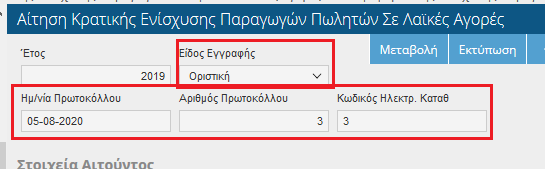 Αίτηση Κρατικής Ενίσχυσης Παραγωγών Πωλητών Σε Λαϊκές Αγορές
Μεταβολή Εκτύπωση
Έτος Είδος Εγγραφής
2019 Οριστική
Ημ/νία Πρωτοκόλλου Αριθμός Πρωτοκόλλου Κωδικός Ηλεκτρ. Καταθ
05-08-2020 3 3
Στοιχεία Αιτούντος